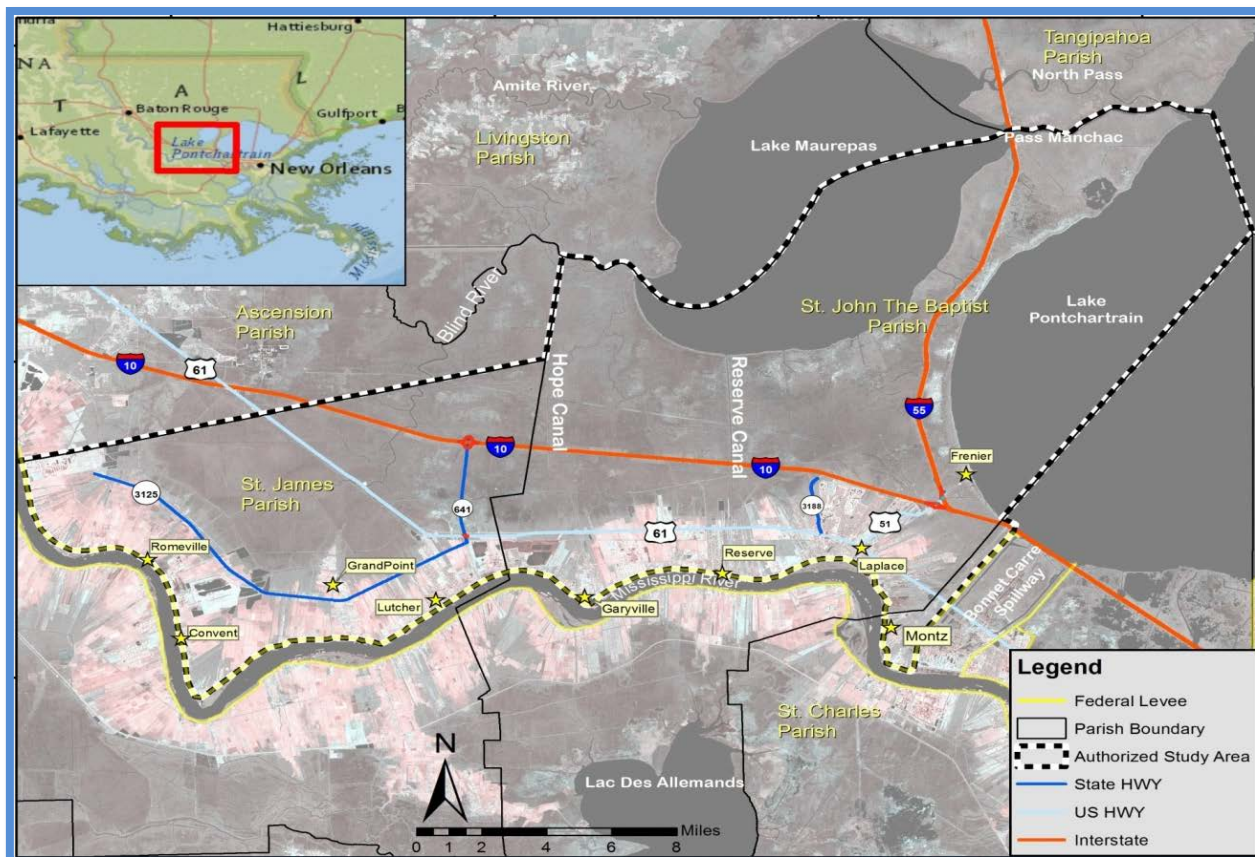 Hattiesburg
N A
A
L
T
Baton Rouge
Gulfport
B
Lafayette
Lake
Pontchartrain
New Orleans
Missis
Tangipahoa
Parish
North Pass
Amite River
Livingston
Parish
Lake Maurepas
Pass Manchac
Blind River
Ascension
Parish
St. John The Baptist
Parish
Lake
Pontchartrain
10
61
Hope Canal
Reserve Canal
55
10
10
Frenier
3125
St. James
Parish
641
3188
51
61
Romeville
GrandPoint
Reserve
Laplace
Lutcher
Mississippi River
Garyville
Bonnet Carre
Spillway
Convent
Montz
St. Charles
Parish
Lac Des Allemands
N
Miles
0 1 2 4 6 8
Legend
Federal Levee
Parish Boundary
Authorized Study Area
State HWY
US HWY
Interstate